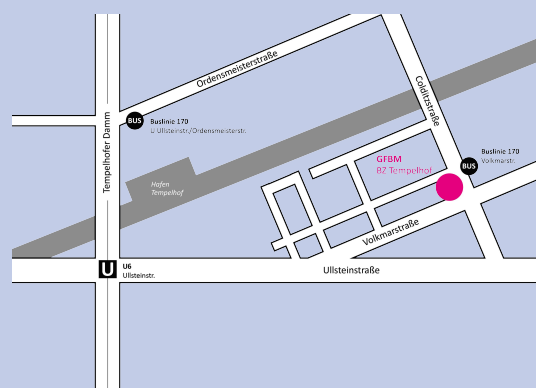 Ordensmeisterstraße
Colditzstraße
Tempelhofer Damm
BUS
Buslinie 170
U Ullsteinstr./Ordensmeisterstr.
Buslinie 170
Volkmarstr.
BUS
GFBM
BZ Tempelhof
Hafen
Tempelhof
Volkmarstraße
U
U6
Ullsteinstr.
Ullsteinstraße